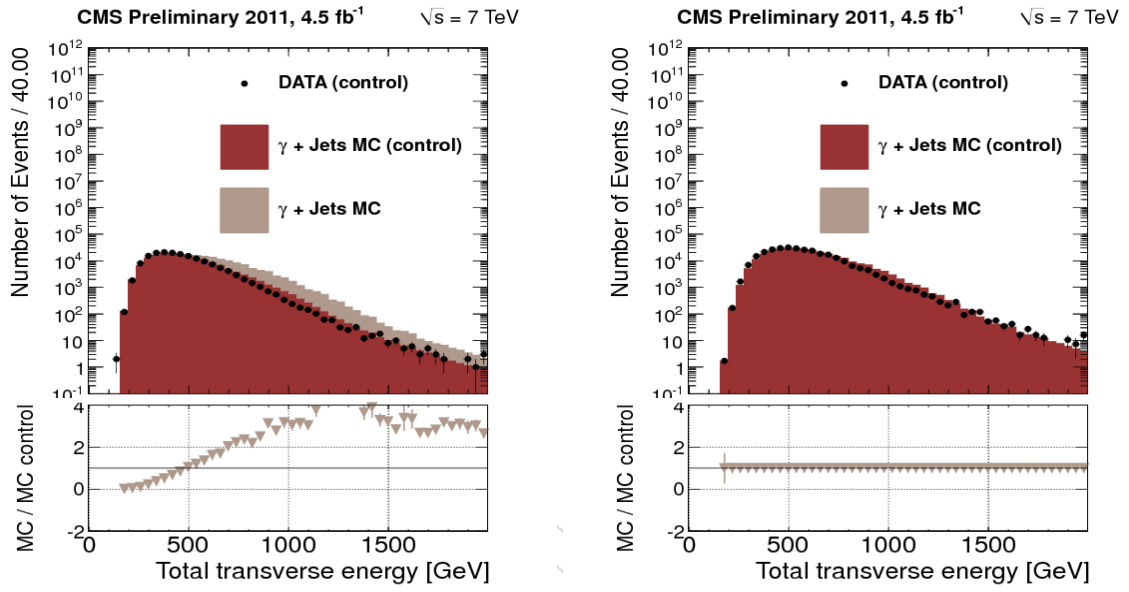 CMS Preliminary 2011, 4.5 fb⁻¹ √s = 7 TeV
Number of Events / 40.00
10¹²
10¹¹
10¹⁰
10⁹
10⁸
10⁷
10⁶
10⁵
10⁴
10³
10²
10
1
10⁻¹
DATA (control)
γ + Jets MC (control)
γ + Jets MC
MC / MC control
4
2
0
-2
0 500 1000 1500
Total transverse energy [GeV]
CMS Preliminary 2011, 4.5 fb⁻¹ √s = 7 TeV
Number of Events / 40.00
10¹²
10¹¹
10¹⁰
10⁹
10⁸
10⁷
10⁶
10⁵
10⁴
10³
10²
10
1
10⁻¹
DATA (control)
γ + Jets MC (control)
γ + Jets MC
MC / MC control
4
2
0
-2
0 500 1000 1500
Total transverse energy [GeV]